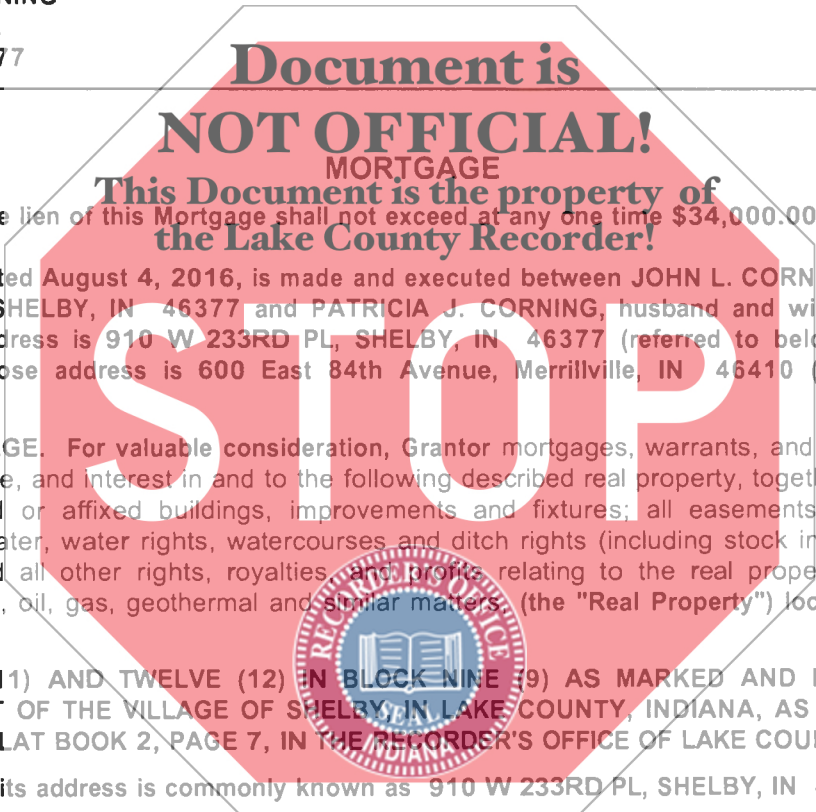 NING
77
Document is
NOT OFFICIAL!
MORTGAGE
This Document is the property of
e lien of this Mortgage shall not exceed at any one time $34,000.00
the Lake County Recorder!
ted August 4, 2016, is made and executed between JOHN L. CORN
SHELBY, IN 46377 and PATRICIA J. CORNING, husband and wi
dress is 910 W 233RD PL, SHELBY, IN 46377 (referred to belo
ose address is 600 East 84th Avenue, Merrillville, IN 46410 (
STOP
GE. For valuable consideration, Grantor mortgages, warrants, and
e, and interest in and to the following described real property, togeth
or affixed buildings, improvements and fixtures; all easements
ater, water rights, watercourses and ditch rights (including stock in
all other rights, royalties, and profits relating to the real prope
, oil, gas, geothermal and similar matters, (the "Real Property") loc
RECORDER'S OFFICE
SEAL
INDIANA
11) AND TWELVE (12) IN BLOCK NINE (9) AS MARKED AND
OF THE VILLAGE OF SHELBY, IN LAKE COUNTY, INDIANA, AS
LAT BOOK 2, PAGE 7, IN THE RECORDER'S OFFICE OF LAKE COU
its address is commonly known as 910 W 233RD PL, SHELBY, IN